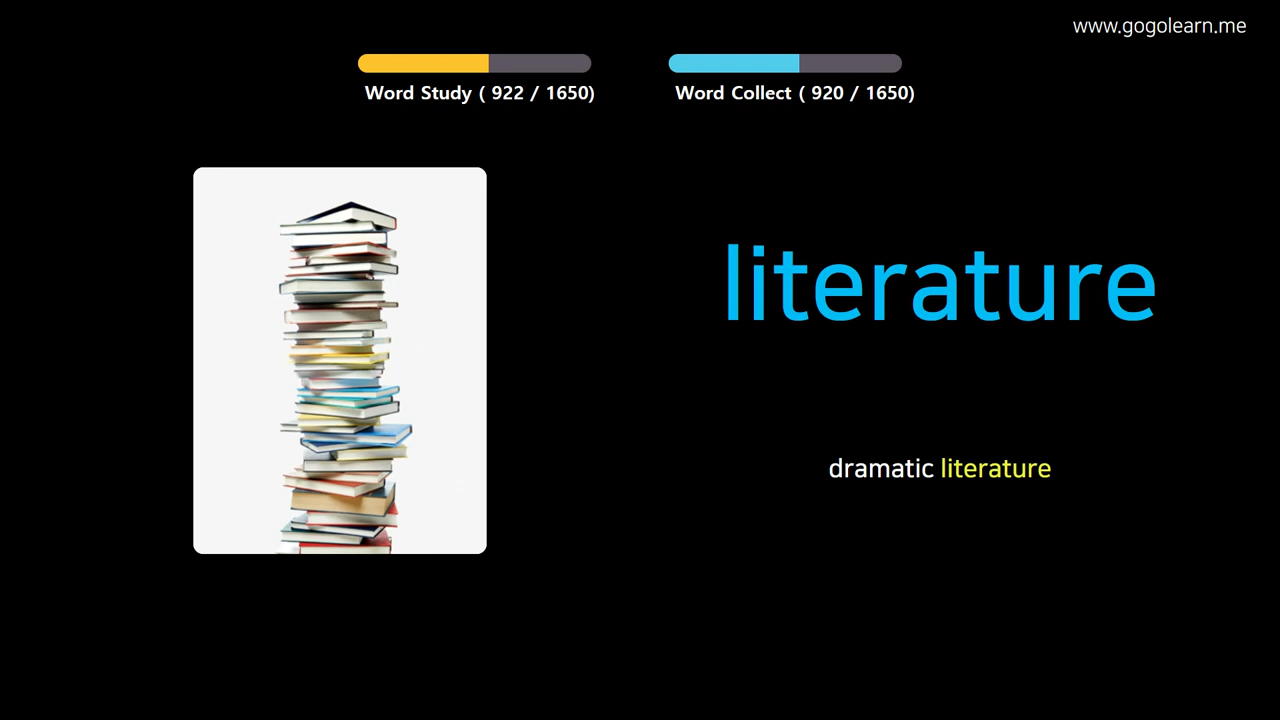 www.gogolearn.me
Word Study ( 922 / 1650)
Word Collect ( 920 / 1650)
literature
dramatic literature